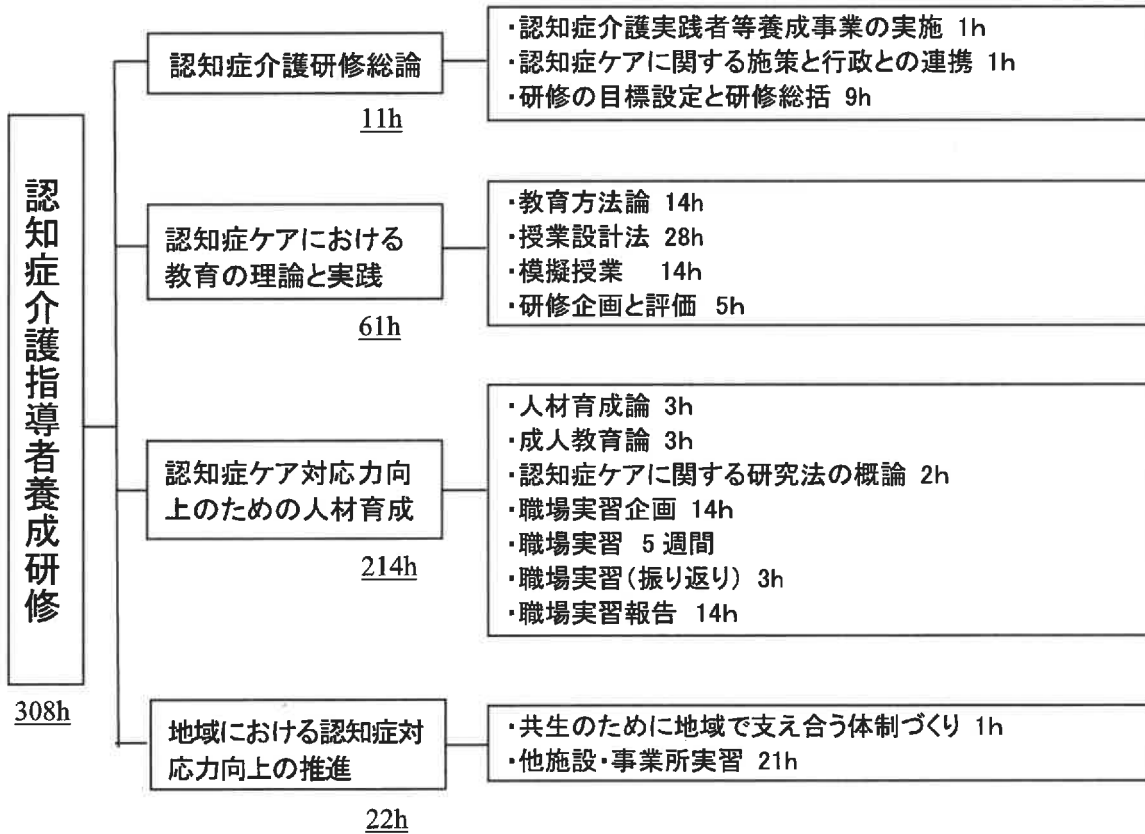 認知症介護指導者養成研修
308h
認知症介護研修総論
11h
・認知症介護実践者等養成事業の実施 1h
・認知症ケアに関する施策と行政との連携 1h
・研修の目標設定と研修総括 9h
認知症ケアにおける
教育の理論と実践
61h
・教育方法論 14h
・授業設計法 28h
・模擬授業 14h
・研修企画と評価 5h
認知症ケア対応力向
上のための人材育成
214h
・人材育成論 3h
・成人教育論 3h
・認知症ケアに関する研究法の概論 2h
・職場実習企画 14h
・職場実習 5 週間
・職場実習(振り返り) 3h
・職場実習報告 14h
地域における認知症対
応力向上の推進
22h
・共生のために地域で支え合う体制づくり 1h
・他施設・事業所実習 21h